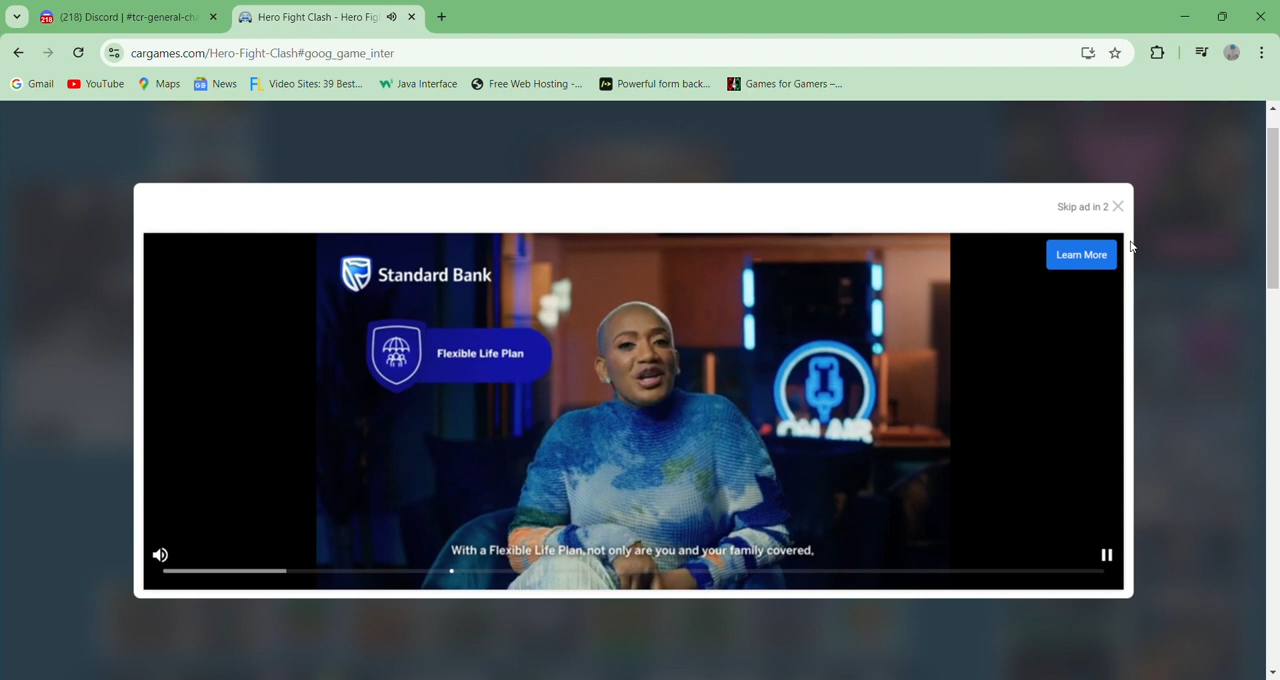 (218) Discord | #tcr-general-cha
Hero Fight Clash - Hero Fig
cargames.com/Hero-Fight-Clash#goog_game_inter
Gmail
YouTube
Maps
News
Video Sites: 39 Best...
Java Interface
Free Web Hosting -...
Powerful form back...
Games for Gamers –...
Skip ad in 2
Learn More
Standard Bank
Flexible Life Plan
ON AIR
With a Flexible Life Plan, not only are you and your family covered,